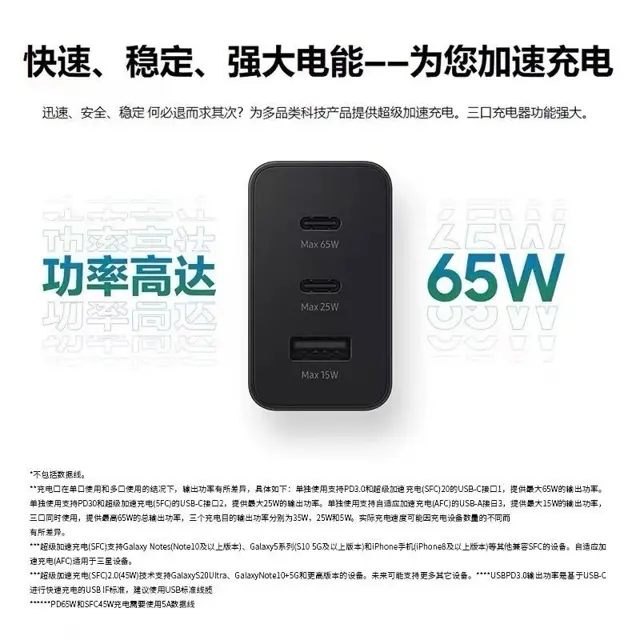 快速、稳定、强大电能——为您加速充电
迅速、安全、稳定 何必退而求其次？为多品类科技产品提供超级加速充电。三口充电器功能强大。
功率高达
65W
Max 65W
Max 25W
Max 15W
*不包括数据线。
**充电口在单口使用和多口使用的结况下，输出功率有所差异，具体如下：单独使用支持PD3.0和超级加速充电(SFC)20的USB-C接口1，提供最大65W的输出功率。
单独使用支持PD30和超级加速充电(5FC)的USB-C接口2，提供最大25W的输出功率。单独使用支持自适应加速充电(AFC)的USB-A接口3，提供最大15W的输出功率，
三口同时使用，提供最高65W的总输出功率，三个充电目的输出功率分别为35W，25W和5W。实际充电速度可能因充电设备数量的不同而
有所差异。
***超级加速充电(SFC)支持Galaxy Notes(Note10及以上版本)、Galaxy5系列(S10 5G及以上版本)和iPhone手机(iPhone8及以上版本)等其他兼容SFC的设备。自适应加
速充电(AFC)适用于三星设备。
**超级加速充电(SFC)2.0(45W)技术支持GalaxyS20Ultra、GalaxyNote10+5G和更高版本的设备。未来可能支持更多其它设备。****USBPD3.0输出功率是基于USB-C
进行快速充电的USB IF标准，建议使用USB标准线质
******PD65W和SFC45W充电需要使用5A数据线